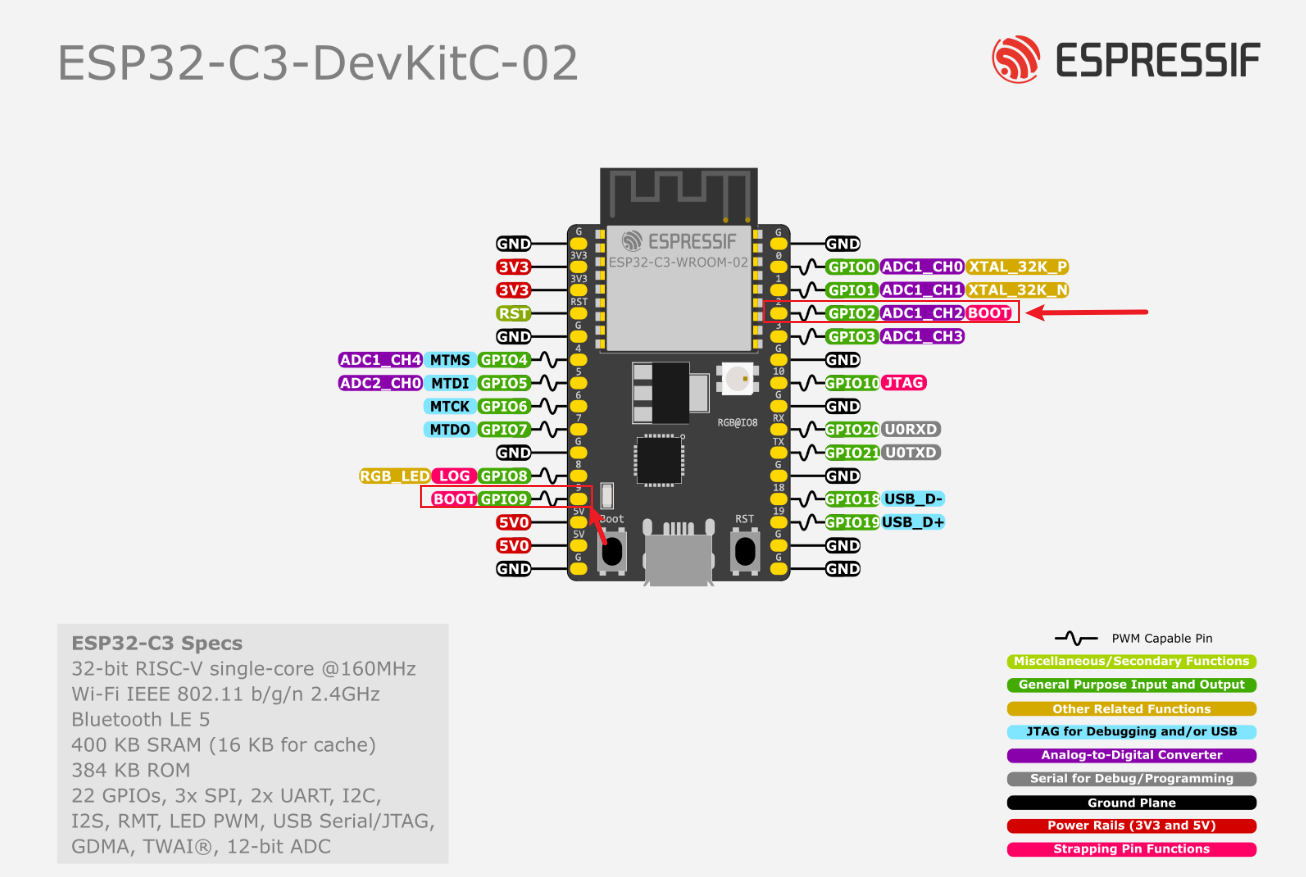 ESP32-C3-DevKitC-02
ESPRESSIF
ESPRESSIF
ESP32-C3-WROOM-02
GND G
3V3 3V3
3V3 3V3
RST RST
GND G
ADC1_CH4 MTMS GPIO4 4
ADC2_CH0 MTDI GPIO5 5
MTCK GPIO6 6
MTDO GPIO7 7
GND G
RGB_LED LOG GPIO8 8
BOOT GPIO9 9
5V0 5V
5V0 5V
GND G
G GND
0 GPIO0 ADC1_CH0 XTAL_32K_P
1 GPIO1 ADC1_CH1 XTAL_32K_N
2 GPIO2 ADC1_CH2 BOOT
3 GPIO3 ADC1_CH3
G GND
10 GPIO10 JTAG
G GND
RX GPIO20 U0RXD
TX GPIO21 U0TXD
G GND
18 GPIO18 USB_D-
19 GPIO19 USB_D+
G GND
G GND
RGB@IO8
Boot
RST
ESP32-C3 Specs
32-bit RISC-V single-core @160MHz
Wi-Fi IEEE 802.11 b/g/n 2.4GHz
Bluetooth LE 5
400 KB SRAM (16 KB for cache)
384 KB ROM
22 GPIOs, 3x SPI, 2x UART, I2C,
I2S, RMT, LED PWM, USB Serial/JTAG,
GDMA, TWAI®, 12-bit ADC
PWM Capable Pin
Miscellaneous/Secondary Functions
General Purpose Input and Output
Other Related Functions
JTAG for Debugging and/or USB
Analog-to-Digital Converter
Serial for Debug/Programming
Ground Plane
Power Rails (3V3 and 5V)
Strapping Pin Functions